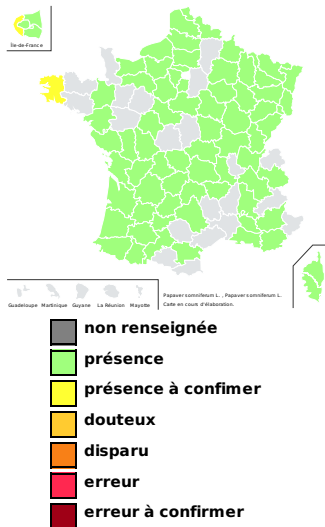 Île-de-France
Guadeloupe Martinique Guyane La Réunion Mayotte
Papaver somniferum L. , Papaver somniferum L.
Carte en cours d'élaboration.
non renseignée
présence
présence à confimer
douteux
disparu
erreur
erreur à confirmer